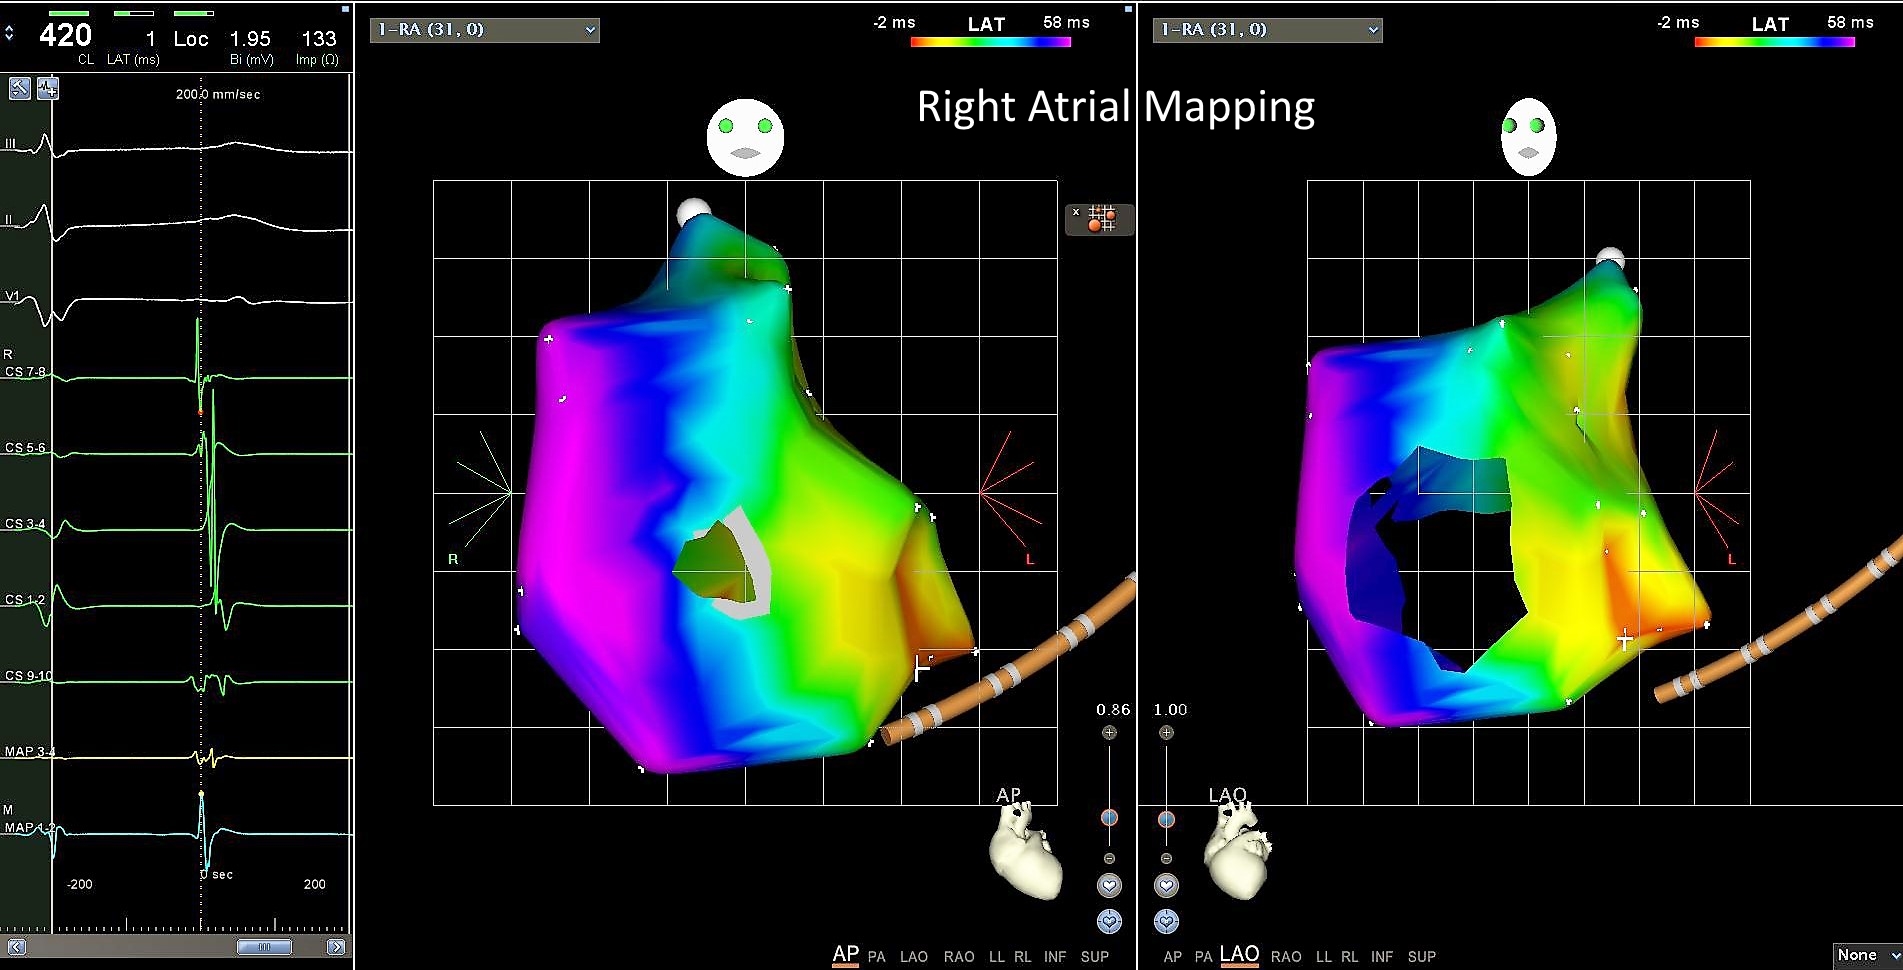 420 1 Loc 1.95 133
CL LAT (ms) Bi (mV) Imp (Ω)
200.0 mm/sec
III
II
V1
R
CS 7-8
CS 5-6
CS 3-4
CS 1-2
CS 9-10
MAP 3-4
M
MAP 1-2
0 sec
-200 200
1-RA (31, 0)
-2 ms LAT 58 ms
1-RA (31, 0)
-2 ms LAT 58 ms
Right Atrial Mapping
x
R
L
L
0.86
1.00
AP
LAO
AP PA LAO RAO LL RL INF SUP
AP PA LAO RAO LL RL INF SUP
None